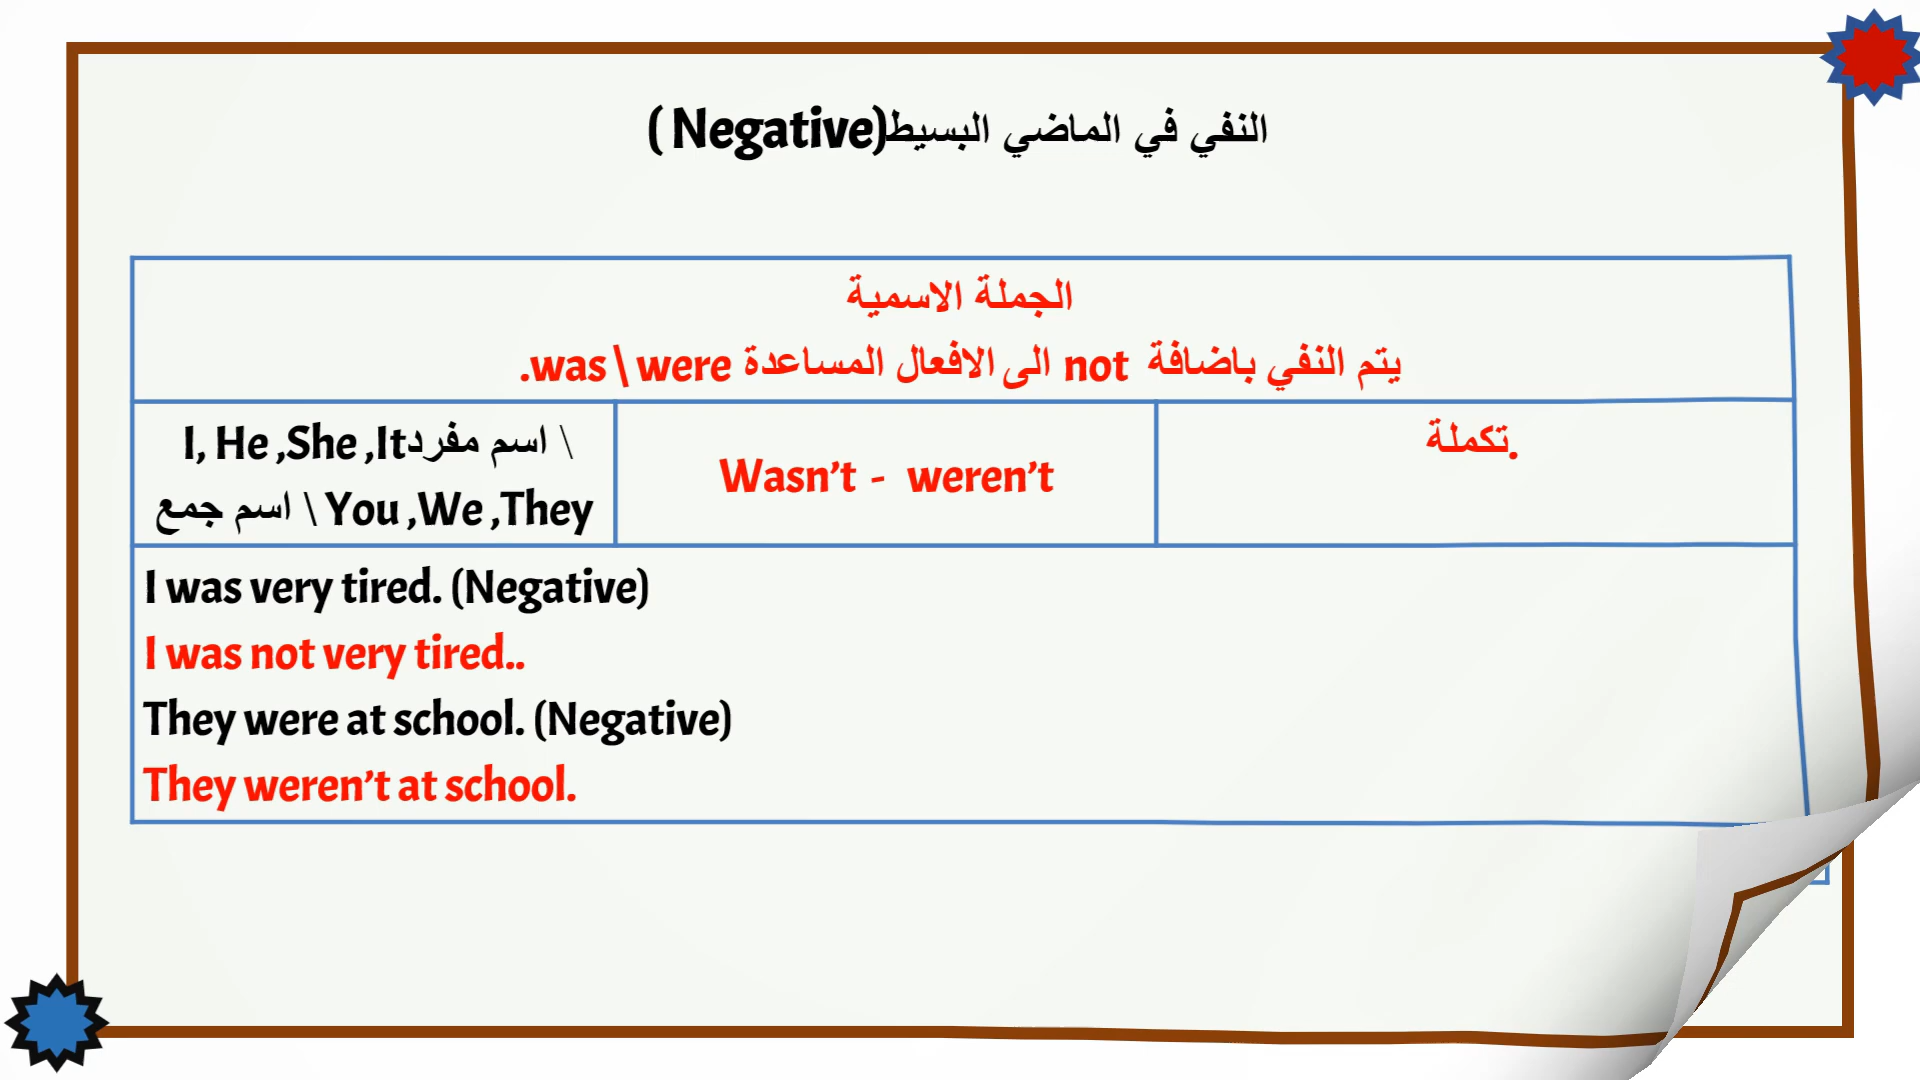 النفي في الماضي البسيط(Negative )
الجملة الاسمية
يتم النفي باضافة not الى الافعال المساعدة was\were.
I, He ,She ,Itاسم مفرد \
You ,We ,They \ اسم جمع
Wasn’t - weren’t
تكملة.
I was very tired. (Negative)
I was not very tired..
They were at school. (Negative)
They weren’t at school.